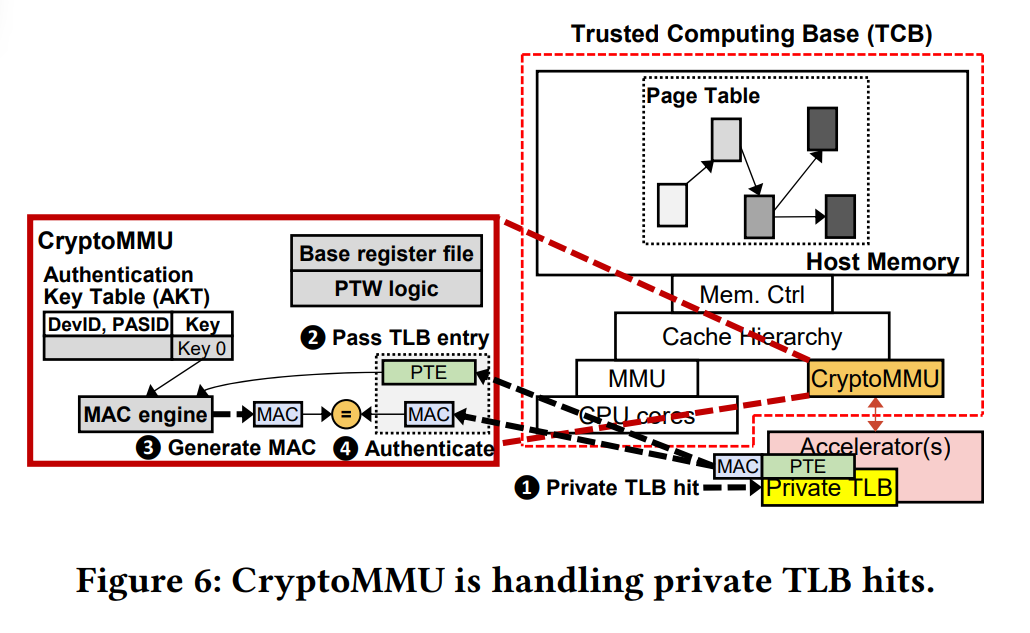 Trusted Computing Base (TCB)
Page Table
Host Memory
Mem. Ctrl
Cache Hierarchy
MMU
CryptoMMU
CPU cores
Accelerator(s)
MAC
PTE
Private TLB
❶ Private TLB hit
CryptoMMU
Authentication
Key Table (AKT)
DevID, PASID
Key
Key 0
Base register file
PTW logic
❷ Pass TLB entry
PTE
MAC engine
MAC
=
MAC
❸ Generate MAC
❹ Authenticate
Figure 6: CryptoMMU is handling private TLB hits.